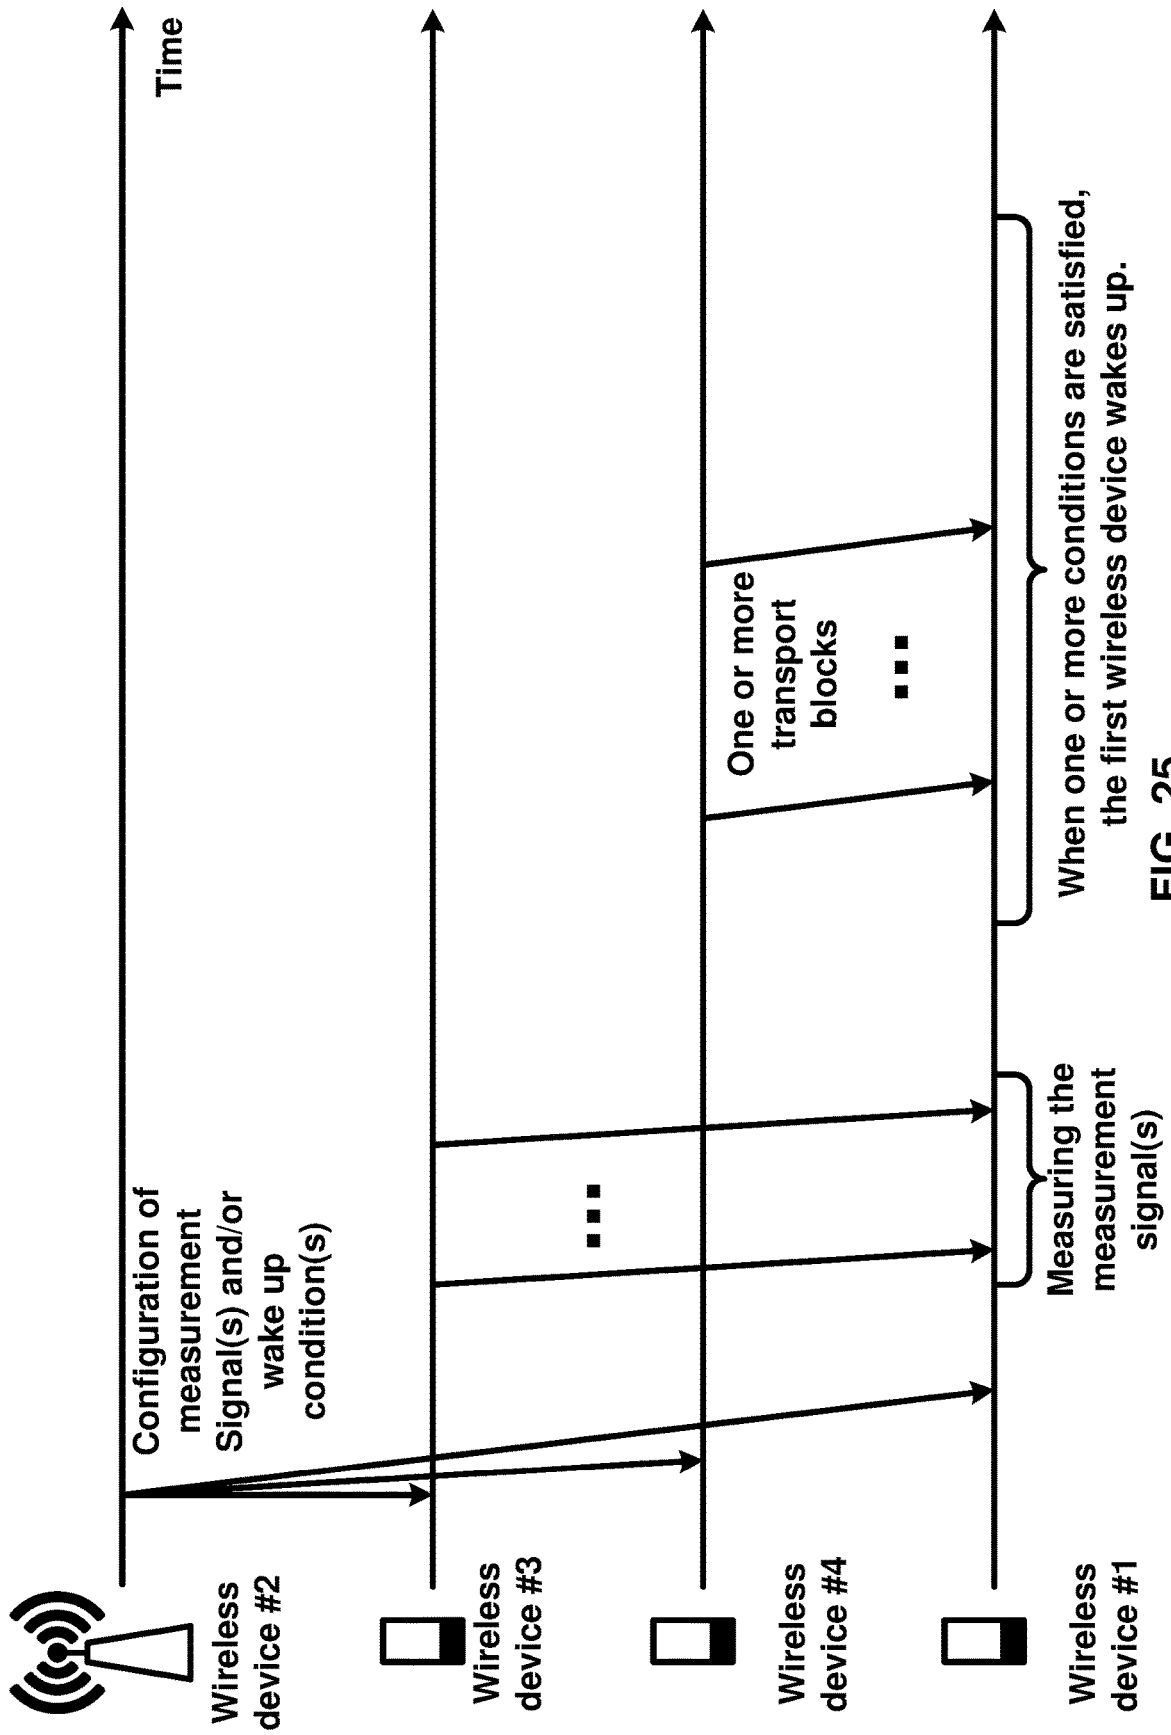 Wireless
device #2
Time
Configuration of
measurement
Signal(s) and/or
wake up
condition(s)
Wireless
device #3
Wireless
device #4
One or more
transport
blocks
Wireless
device #1
Measuring the
measurement
signal(s)
When one or more conditions are satisfied,
the first wireless device wakes up.
FIG. 25